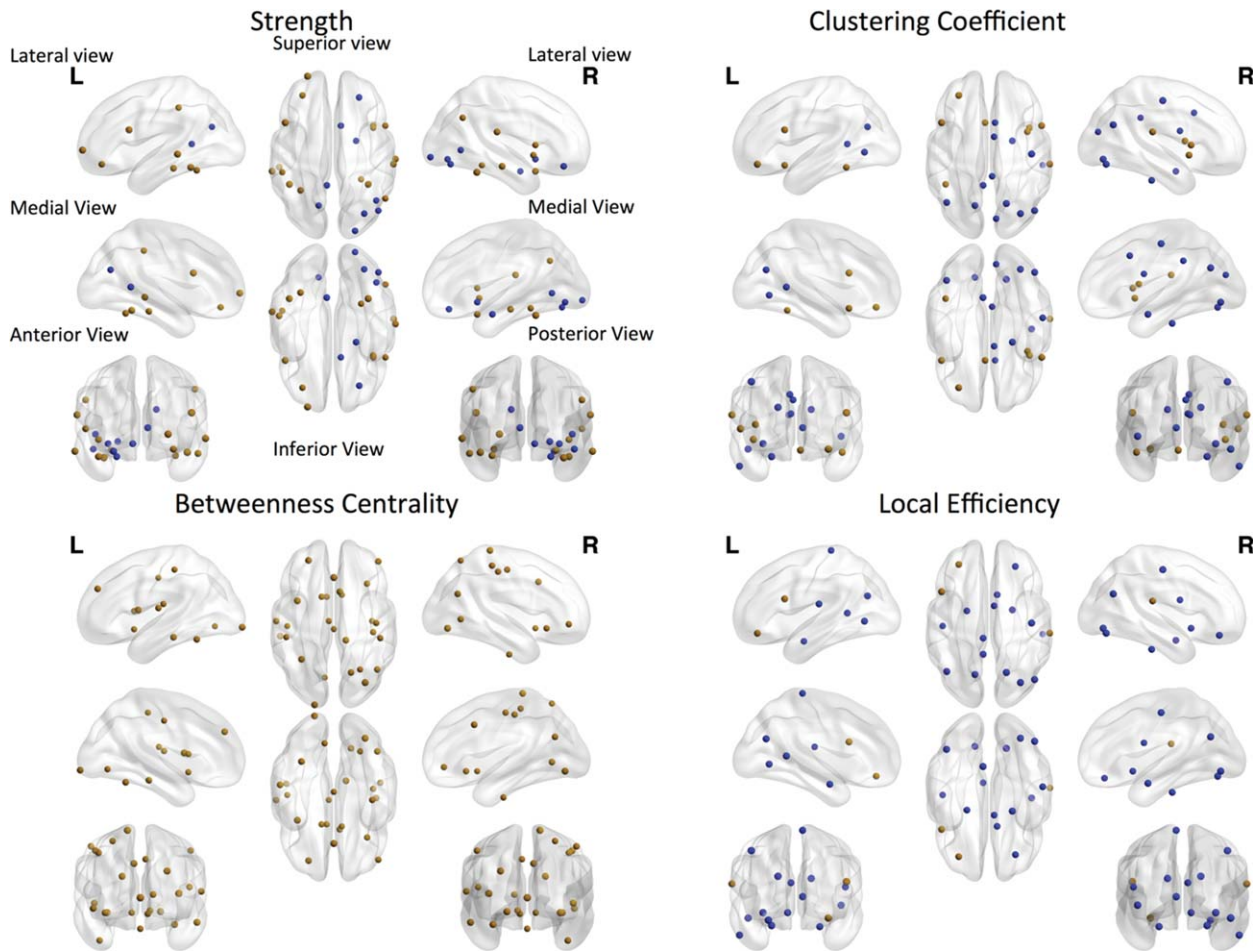 Strength
Clustering Coefficient
Superior view
Lateral view
Lateral view
L
R
L
R
Medial View
Medial View
Anterior View
Posterior View
Inferior View
Betweenness Centrality
Local Efficiency
L
R
L
R